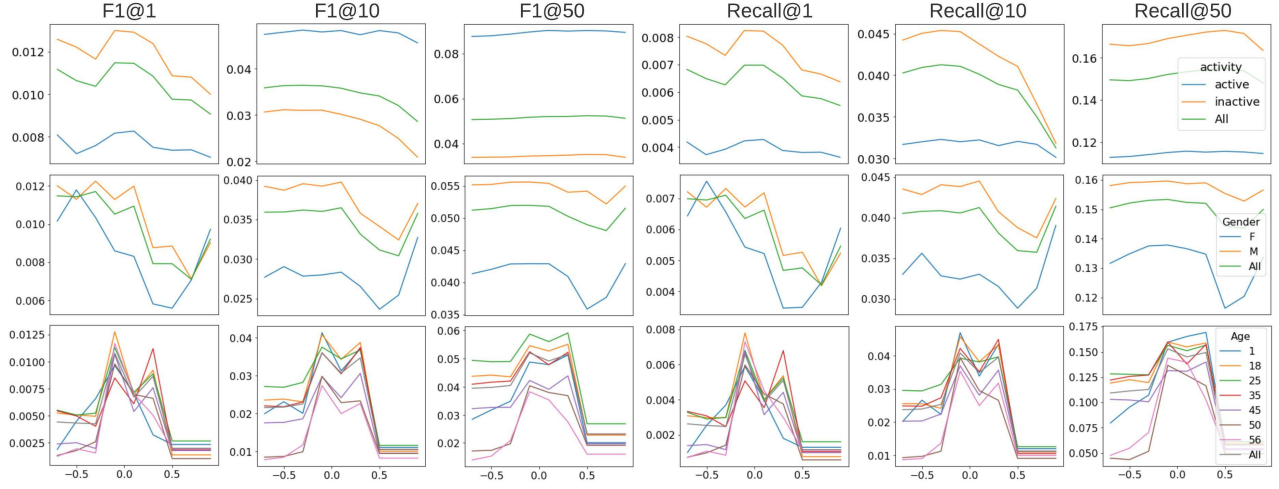 F1@1 F1@10 F1@50 Recall@1 Recall@10 Recall@50
0.012 0.010 0.008
0.04 0.03 0.02
0.08 0.06 0.04
0.008 0.007 0.006 0.005 0.004
0.045 0.040 0.035 0.030
0.16 0.14 0.12
activity
active
inactive
All
0.012 0.010 0.008 0.006
0.040 0.035 0.030 0.025
0.055 0.050 0.045 0.040 0.035
0.007 0.006 0.005 0.004
0.045 0.040 0.035 0.030
0.16 0.15 0.14 0.13 0.12
Gender
F
M
All
0.0125 0.0100 0.0075 0.0050 0.0025
0.04 0.03 0.02 0.01
0.06 0.05 0.04 0.03 0.02
0.008 0.006 0.004 0.002
0.04 0.03 0.02 0.01
0.175 0.150 0.125 0.100 0.075 0.050
Age
1
18
25
35
45
50
56
All
−0.5 0.0 0.5 −0.5 0.0 0.5 −0.5 0.0 0.5 −0.5 0.0 0.5 −0.5 0.0 0.5 −0.5 0.0 0.5